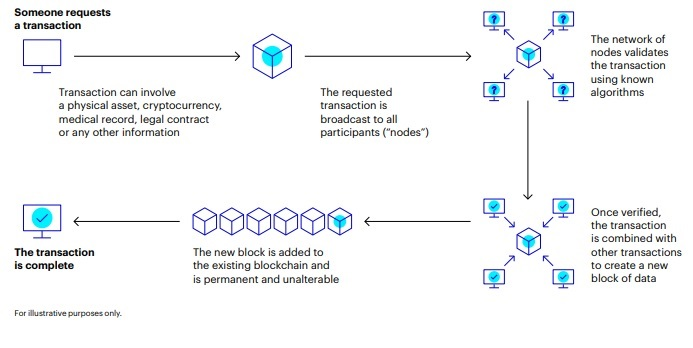 Someone requests
a transaction
Transaction can involve
a physical asset, cryptocurrency,
medical record, legal contract
or any other information
The requested
transaction is
broadcast to all
participants (“nodes”)
?
?
?
?
The network of
nodes validates
the transaction
using known
algorithms
Once verified,
the transaction
is combined with
other transactions
to create a new
block of data
The new block is added to
the existing blockchain and
is permanent and unalterable
The transaction
is complete
For illustrative purposes only.